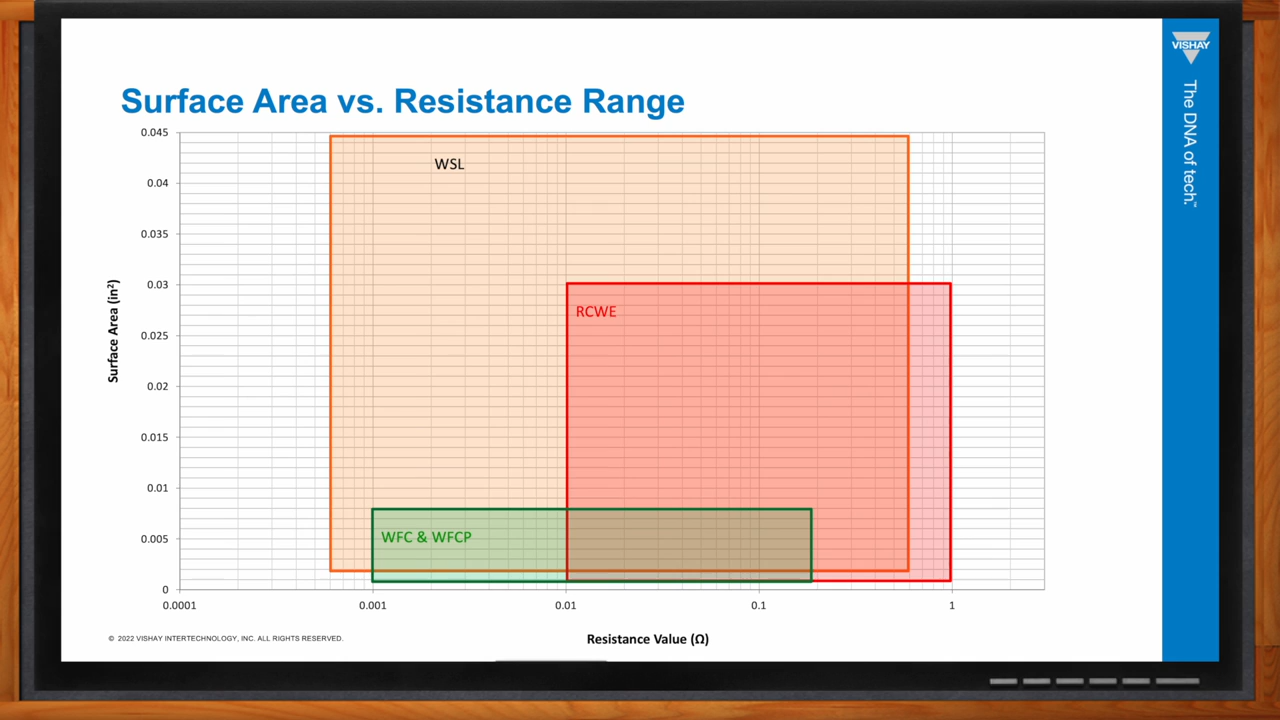 VISHAY
The DNA of tech.™
Surface Area vs. Resistance Range
0.045
0.04
0.035
0.03
0.025
0.02
0.015
0.01
0.005
0
Surface Area (in²)
WSL
RCWE
WFC & WFCP
0.0001
0.001
0.01
0.1
1
Resistance Value (Ω)
© 2022 VISHAY INTERTECHNOLOGY, INC. ALL RIGHTS RESERVED.